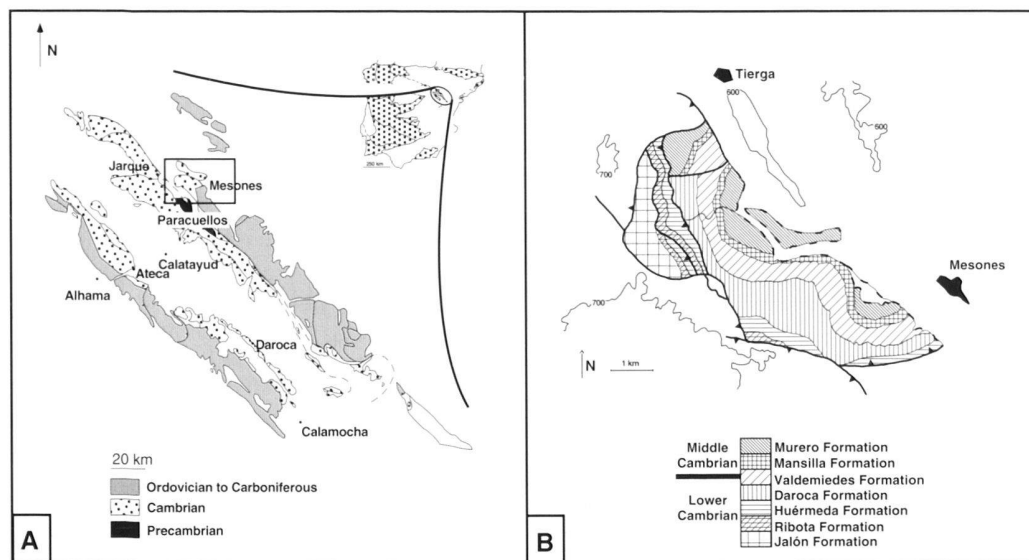 N
250 km
Jarque
Mesones
Paracuellos
Calatayud
Ateca
Alhama
Daroca
Calamocha
20 km
Ordovician to Carboniferous
Cambrian
Precambrian
A
Tierga
600
600
700
Mesones
700
N
1 km
Middle
Cambrian
Lower
Cambrian
Murero Formation
Mansilla Formation
Valdemiedes Formation
Daroca Formation
Huérmeda Formation
Ribota Formation
Jalón Formation
B